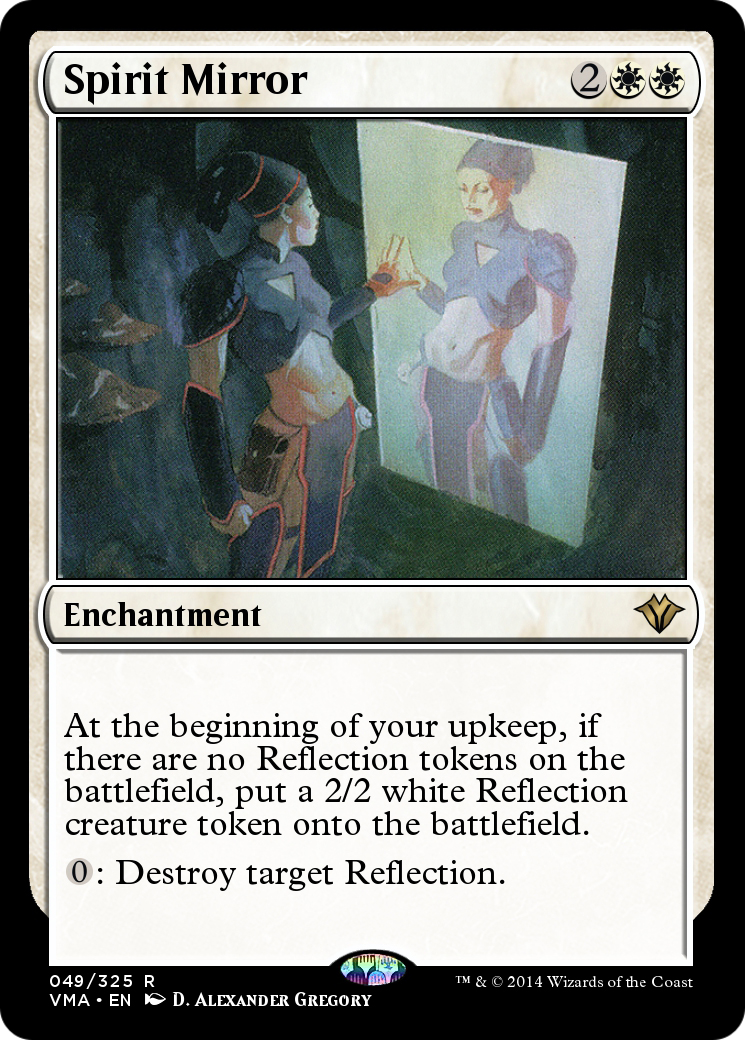 Spirit Mirror 2
Enchantment
At the beginning of your upkeep, if
there are no Reflection tokens on the
battlefield, put a 2/2 white Reflection
creature token onto the battlefield.
0: Destroy target Reflection.
049/325 R
VMA • EN D. Alexander Gregory
™ & © 2014 Wizards of the Coast